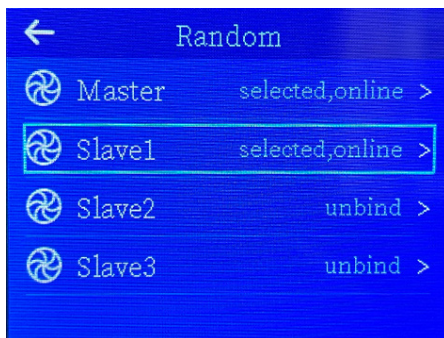 Random
Master selected,online >
Slave1 selected,online >
Slave2 unbind >
Slave3 unbind >